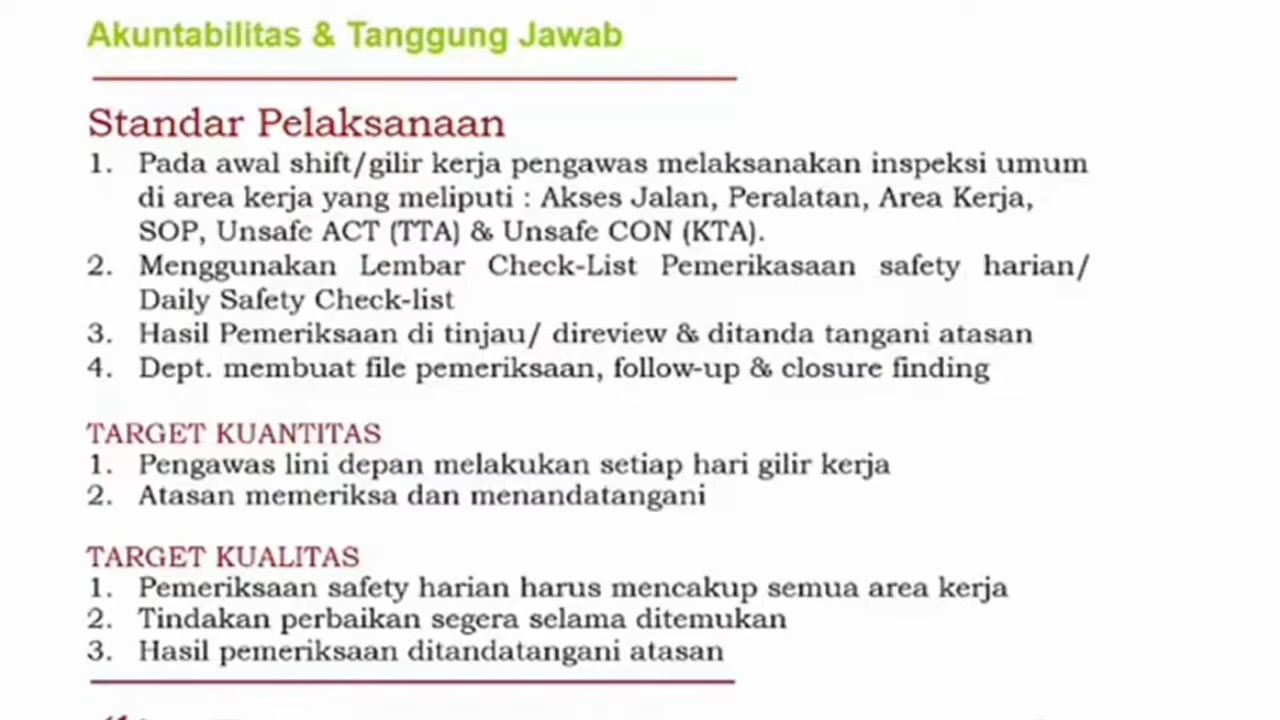 Akuntabilitas & Tanggung Jawab
Standar Pelaksanaan
1. Pada awal shift/gilir kerja pengawas melaksanakan inspeksi umum
di area kerja yang meliputi : Akses Jalan, Peralatan, Area Kerja,
SOP, Unsafe ACT (TTA) & Unsafe CON (KTA).
2. Menggunakan Lembar Check-List Pemerikasaan safety harian/
Daily Safety Check-list
3. Hasil Pemeriksaan di tinjau/ direview & ditanda tangani atasan
4. Dept. membuat file pemeriksaan, follow-up & closure finding
TARGET KUANTITAS
1. Pengawas lini depan melakukan setiap hari gilir kerja
2. Atasan memeriksa dan menandatangani
TARGET KUALITAS
1. Pemeriksaan safety harian harus mencakup semua area kerja
2. Tindakan perbaikan segera selama ditemukan
3. Hasil pemeriksaan ditandatangani atasan